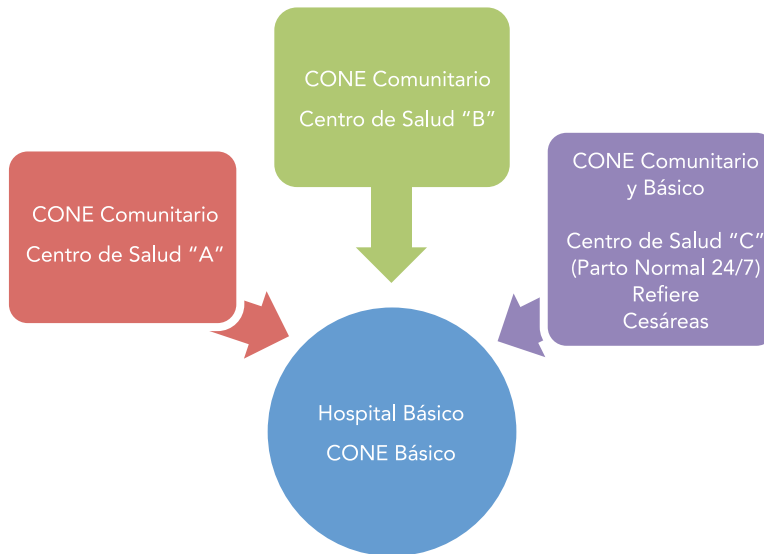 CONE Comunitario
Centro de Salud “B”
CONE Comunitario
Centro de Salud “A”
CONE Comunitario
y Básico
Centro de Salud “C”
(Parto Normal 24/7)
Refiere
Cesáreas
Hospital Básico
CONE Básico